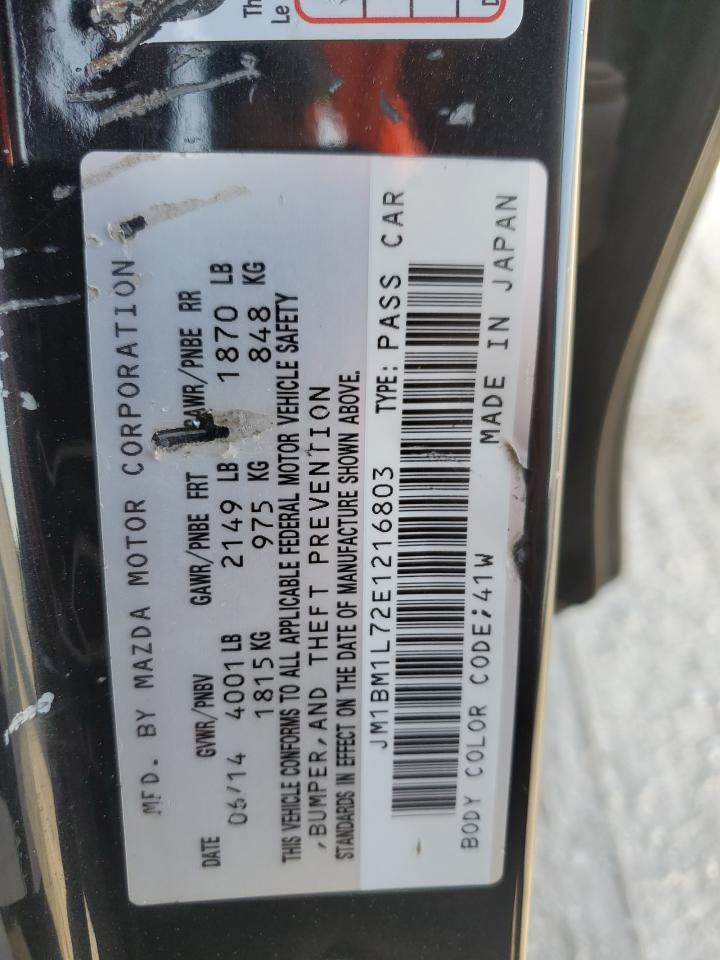 Th
Le
MFD. BY MAZDA MOTOR CORPORATION
DATE GVWR/PNBV GAWR/PNBE FRT GAWR/PNBE RR
06/14 4001 LB 2149 LB 1870 LB
1815 KG 975 KG 848 KG
THIS VEHICLE CONFORMS TO ALL APPLICABLE FEDERAL MOTOR VEHICLE SAFETY
,BUMPER,AND THEFT PREVENTION
STANDARDS IN EFFECT ON THE DATE OF MANUFACTURE SHOWN ABOVE.
JM1BM1L72E1216803 TYPE: PASS CAR
BODY COLOR CODE;41W MADE IN JAPAN